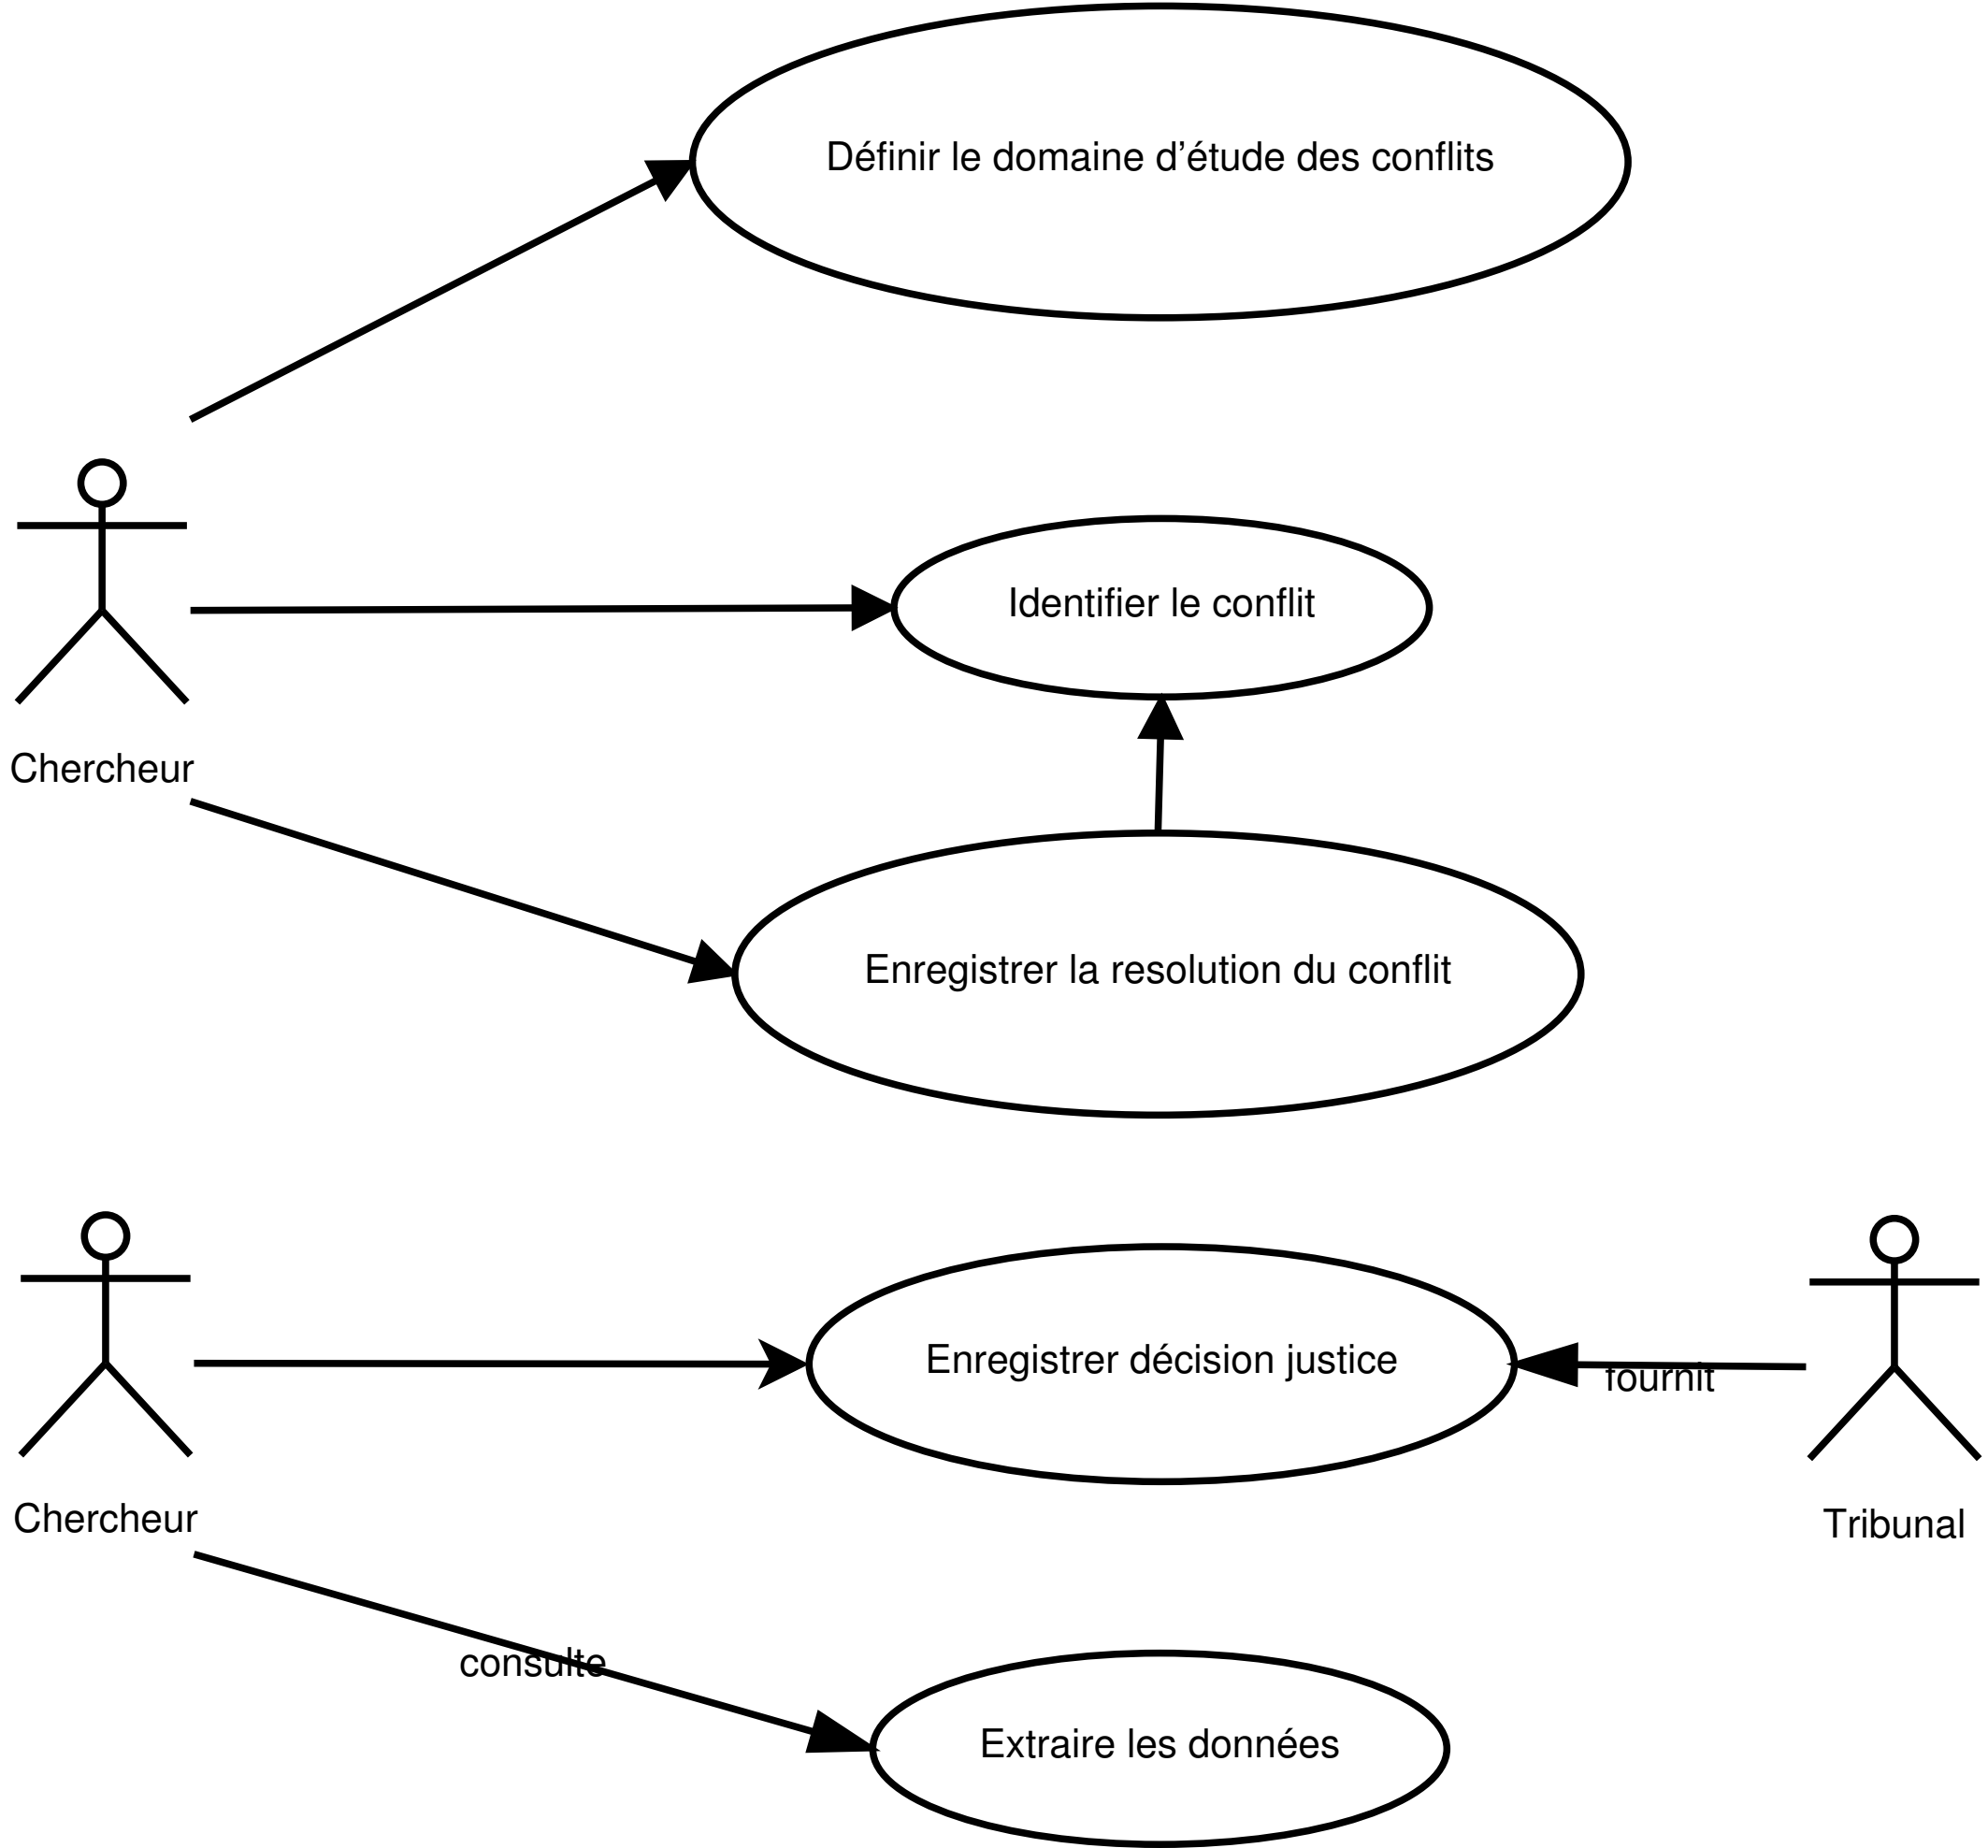 Définir le domaine d'étude des conflits
Identifier le conflit
Chercheur
Enregistrer la resolution du conflit
Enregistrer décision justice
fournit
Chercheur
Tribunal
consulte
Extraire les données